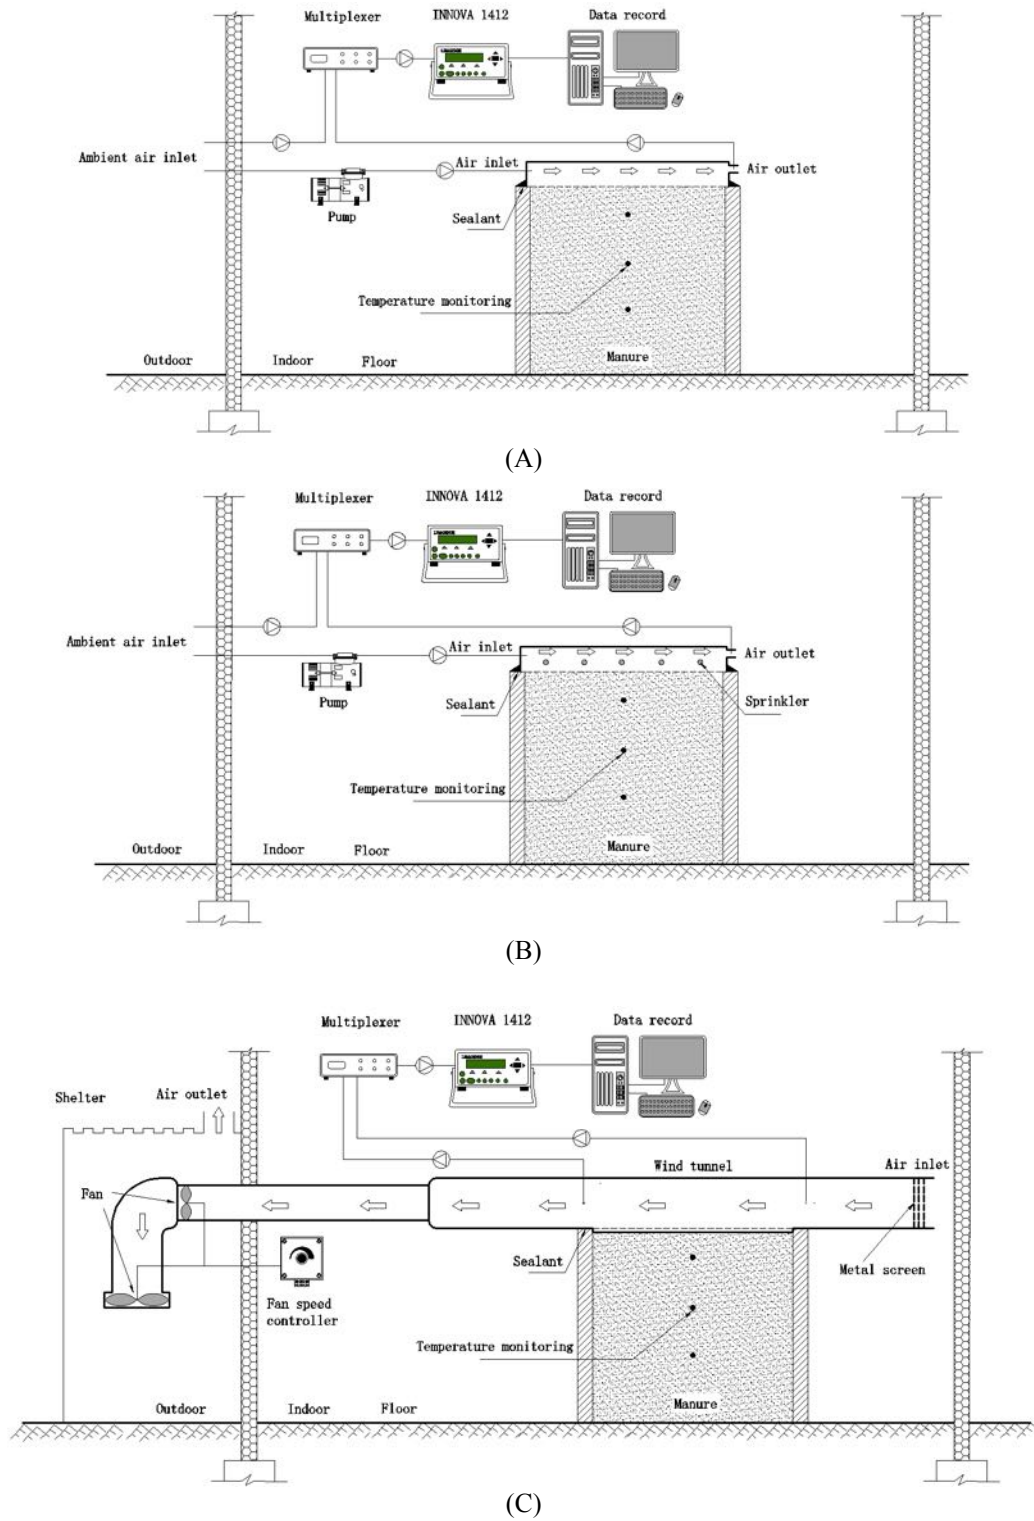 Multiplexer
INNOVA 1412
Data record
Ambient air inlet
Air inlet
Air outlet
Pump
Sealant
Temperature monitoring
Outdoor
Indoor
Floor
Manure
(A)
Multiplexer
INNOVA 1412
Data record
Ambient air inlet
Air inlet
Air outlet
Pump
Sealant
Sprinkler
Temperature monitoring
Outdoor
Indoor
Floor
Manure
(B)
Multiplexer
INNOVA 1412
Data record
Shelter
Air outlet
Wind tunnel
Air inlet
Fan
Sealant
Metal screen
Fan speed
controller
Temperature monitoring
Outdoor
Indoor
Floor
Manure
(C)